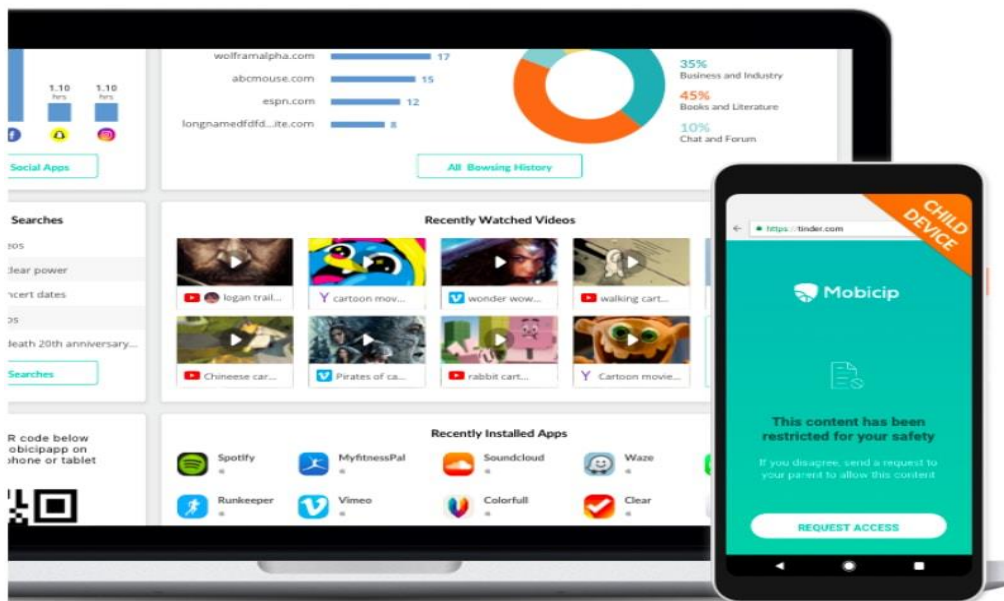 wolframalpha.com 17
abcmouse.com 15
espn.com 12
longnamedfdfd...ite.com 8
35%
Business and Industry
45%
Books and Literature
10%
Chat and Forum
1.10 1.10
Social Apps
All Bowsing History
Searches
eos
lear power
ncert dates
os
death 20th anniversary...
Searches
R code below
obicipapp on
hone or tablet
Recently Watched Videos
logan trail...
cartoon mov...
wonder wow...
walking cart...
Chineese car...
Pirates of ca...
rabbit cart...
Cartoon movie...
Recently Installed Apps
Spotify
MyfitnessPal
Soundcloud
Waze
Runkeeper
Vimeo
Colorfull
Clear
CHILD
DEVICE
https://tinder.com
Mobicip
This content has been
restricted for your safety
If you disagree, send a request to
your parent to allow this content
REQUEST ACCESS